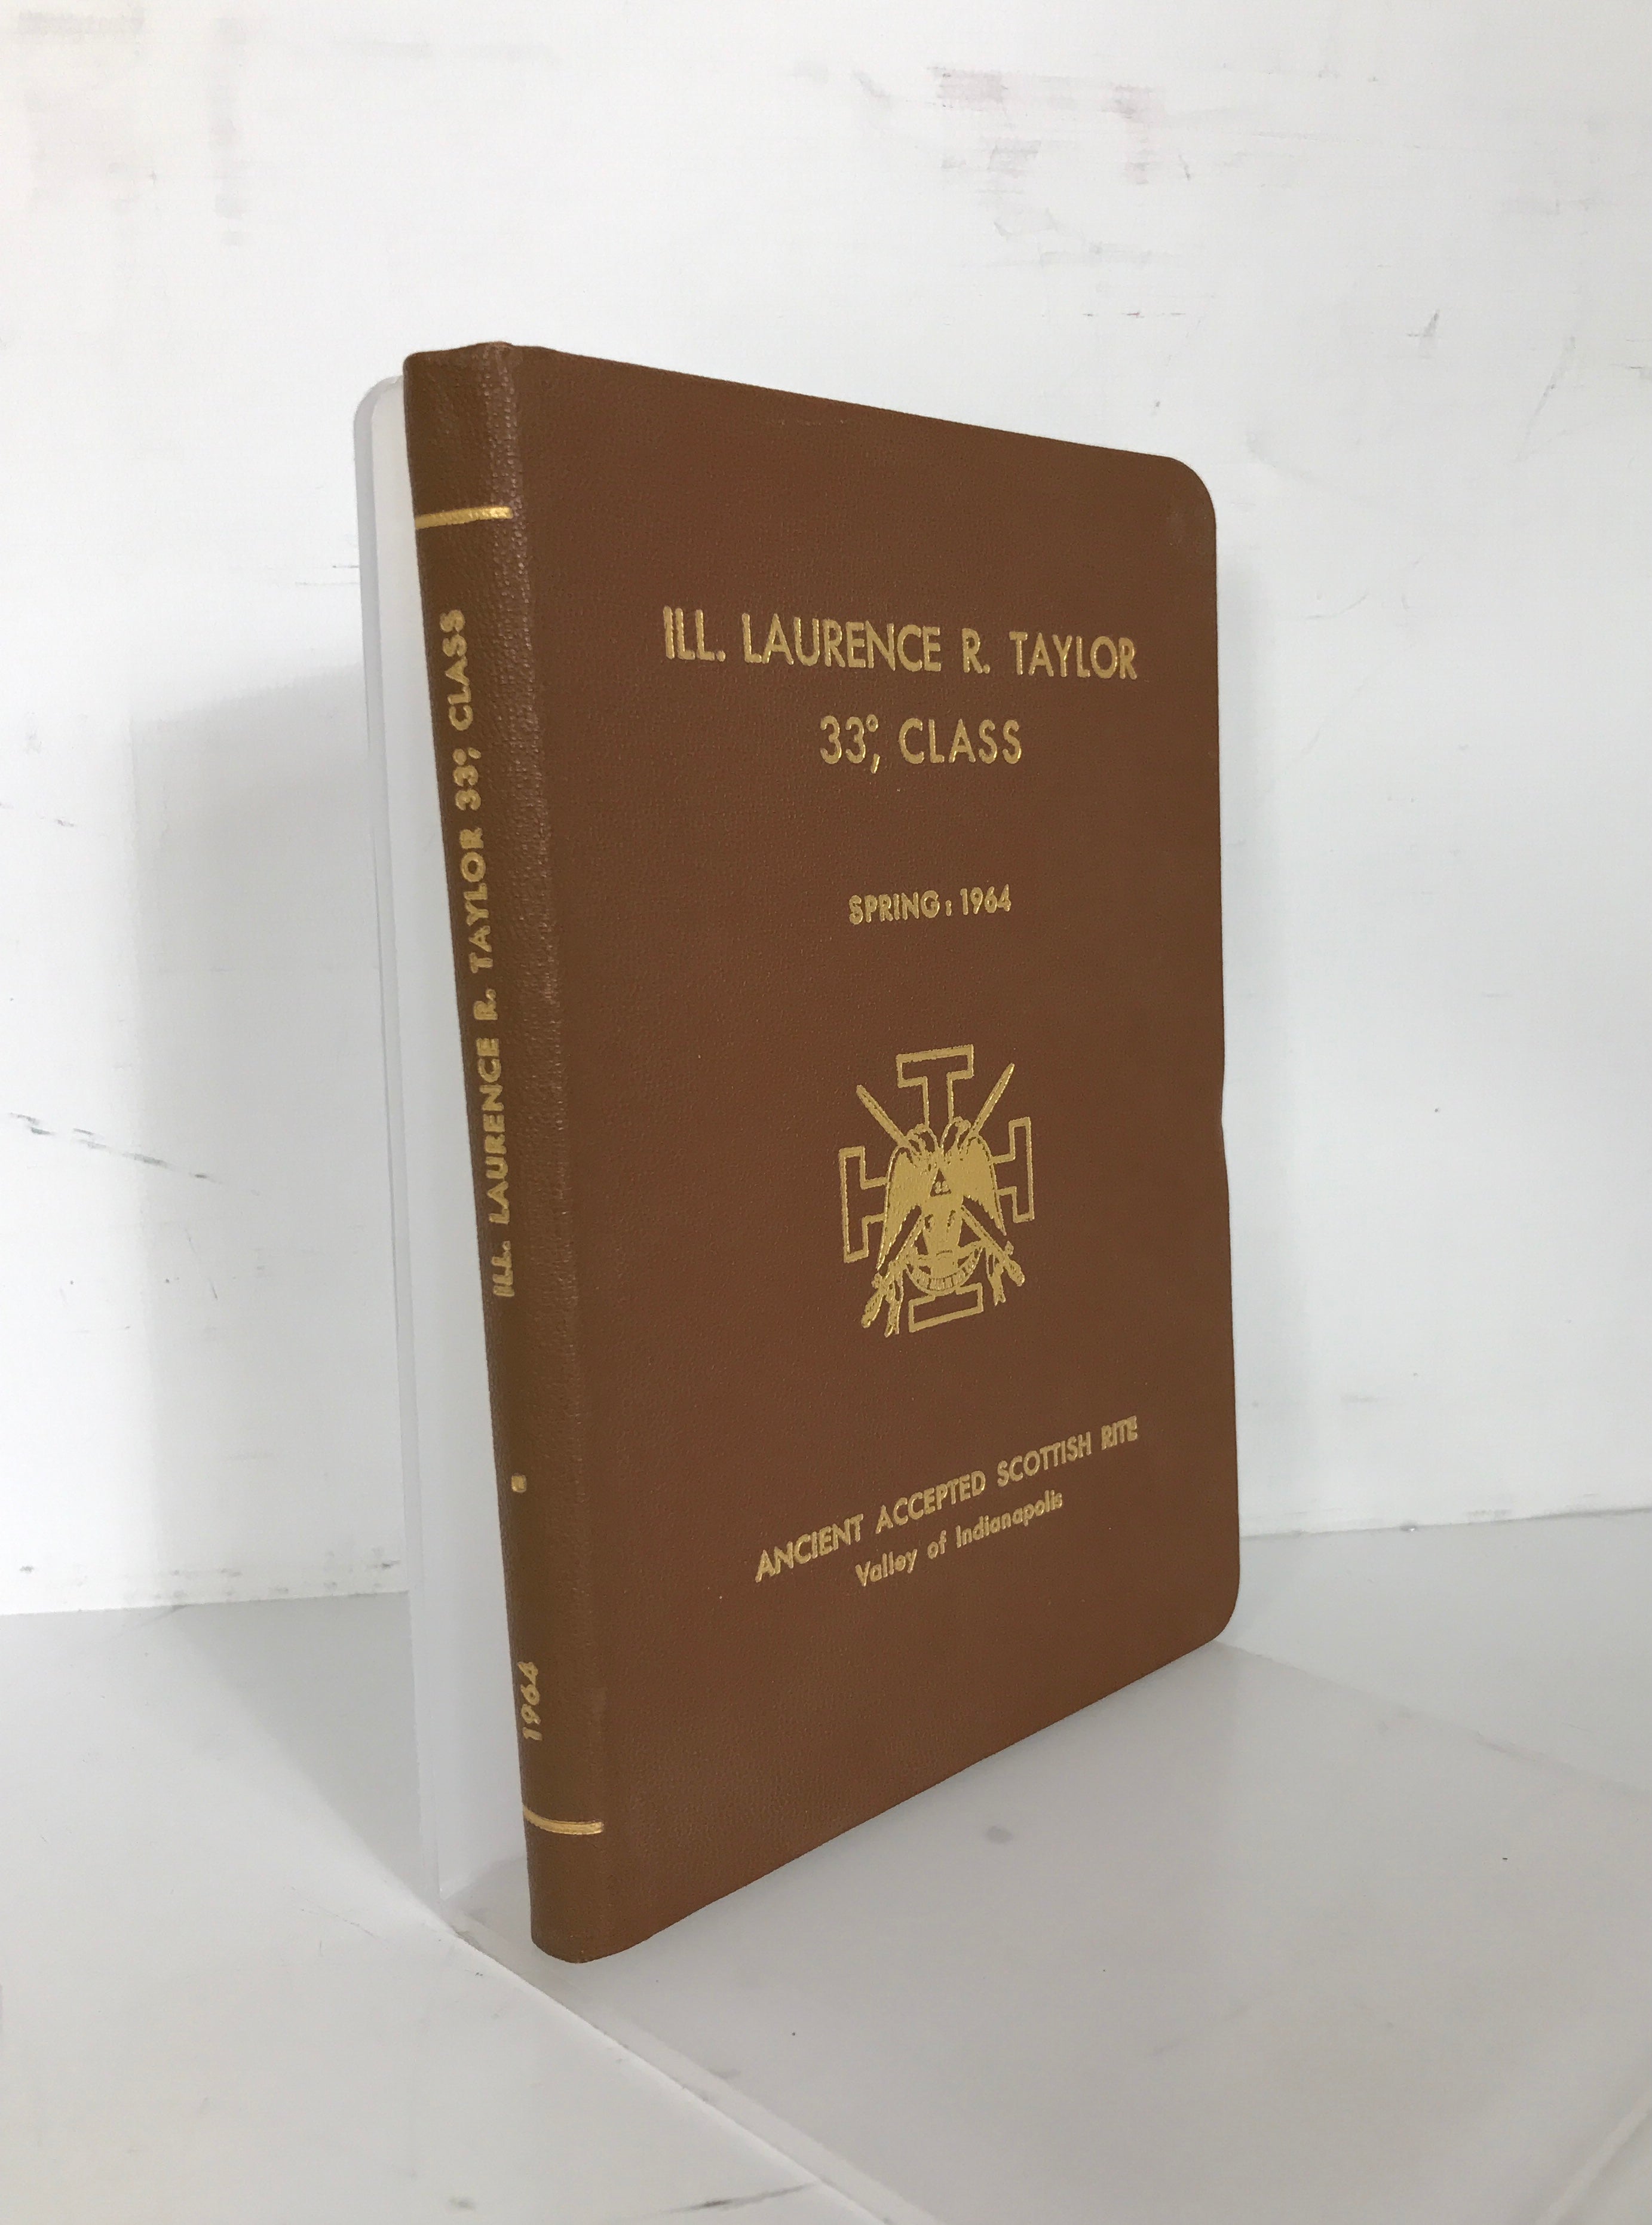 ILL. LAURENCE R. TAYLOR 33°, CLASS
1964
ILL. LAURENCE R. TAYLOR
33°, CLASS
SPRING: 1964
ANCIENT ACCEPTED SCOTTISH RITE
Valley of Indianapolis